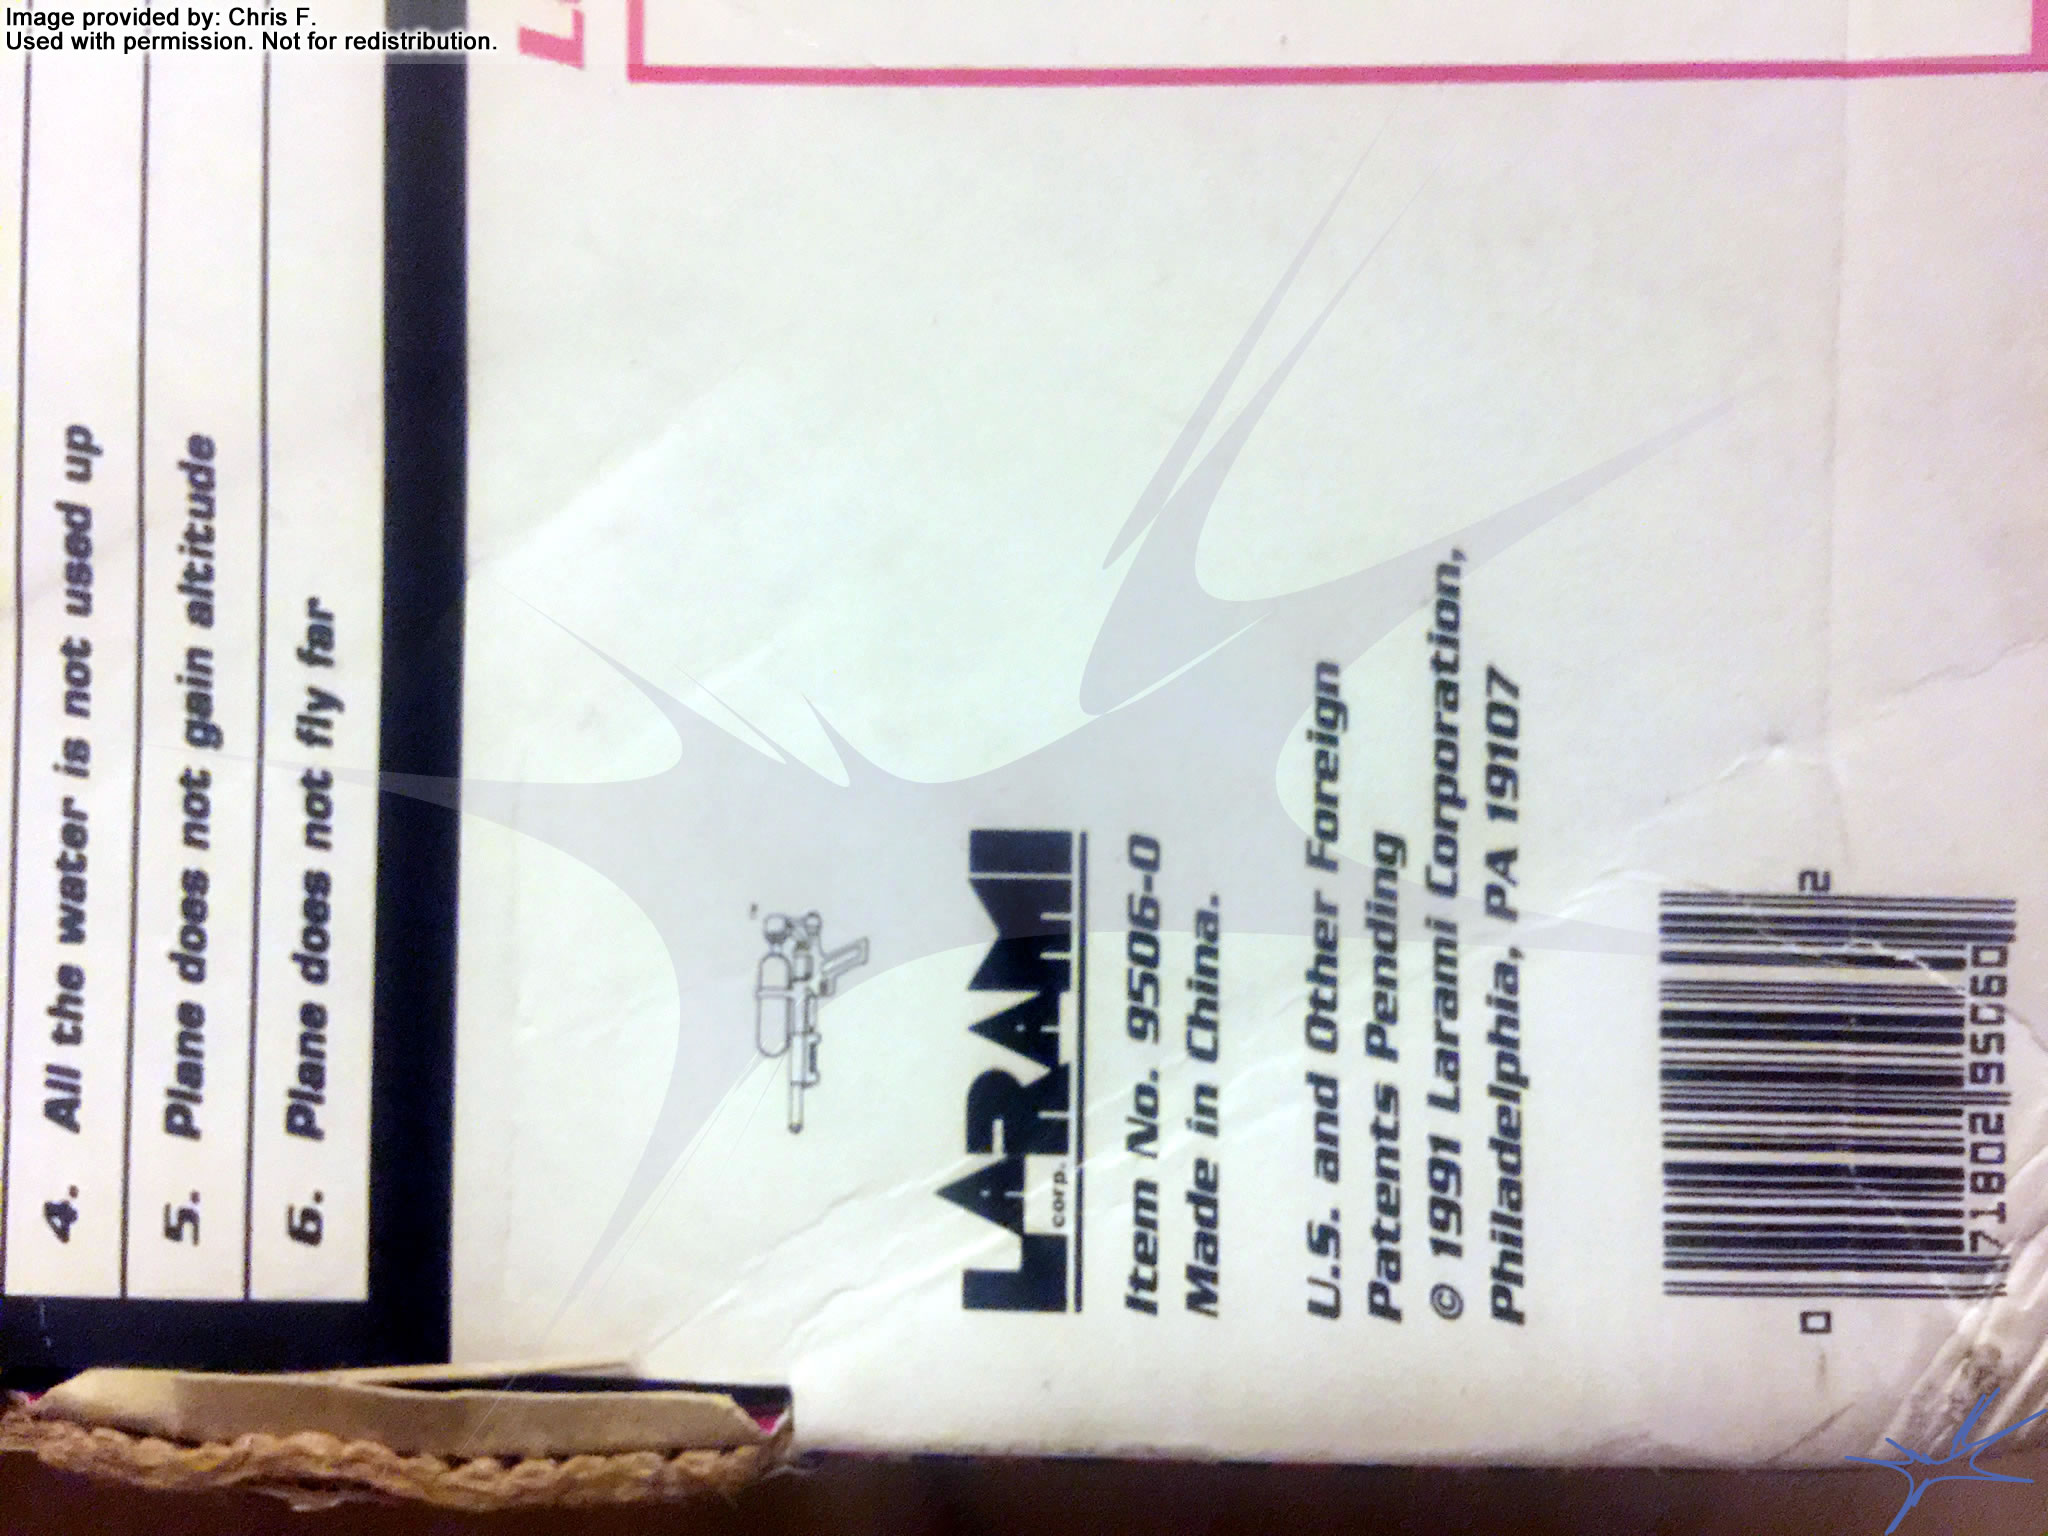 Image provided by: Chris F.
Used with permission. Not for redistribution.
4. All the water is not used up
5. Plane does not gain altitude
6. Plane does not fly far
TM
LARAMI
corp.
Item No. 9506-0
Made in China.
U.S. and Other Foreign
Patents Pending
© 1991 Larami Corporation,
Philadelphia, PA 19107
0 71802 95060 2